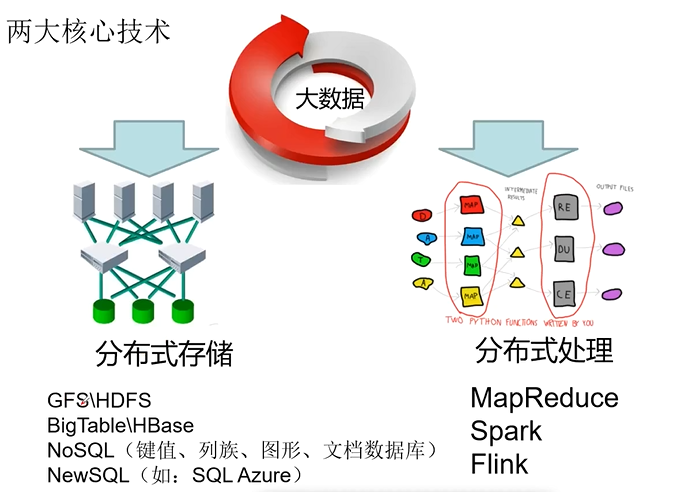 两大核心技术
大数据
INTERMEDIATE
RESULTS
OUTPUT FILES
D
MAP
RE
A
MAP
DU
T
MAP
A
MAP
CE
TWO PYTHON FUNCTIONS WRITTEN BY YOU
分布式存储
分布式处理
GFS\HDFS
BigTable\HBase
NoSQL（键值、列族、图形、文档数据库）
NewSQL（如：SQL Azure）
MapReduce
Spark
Flink